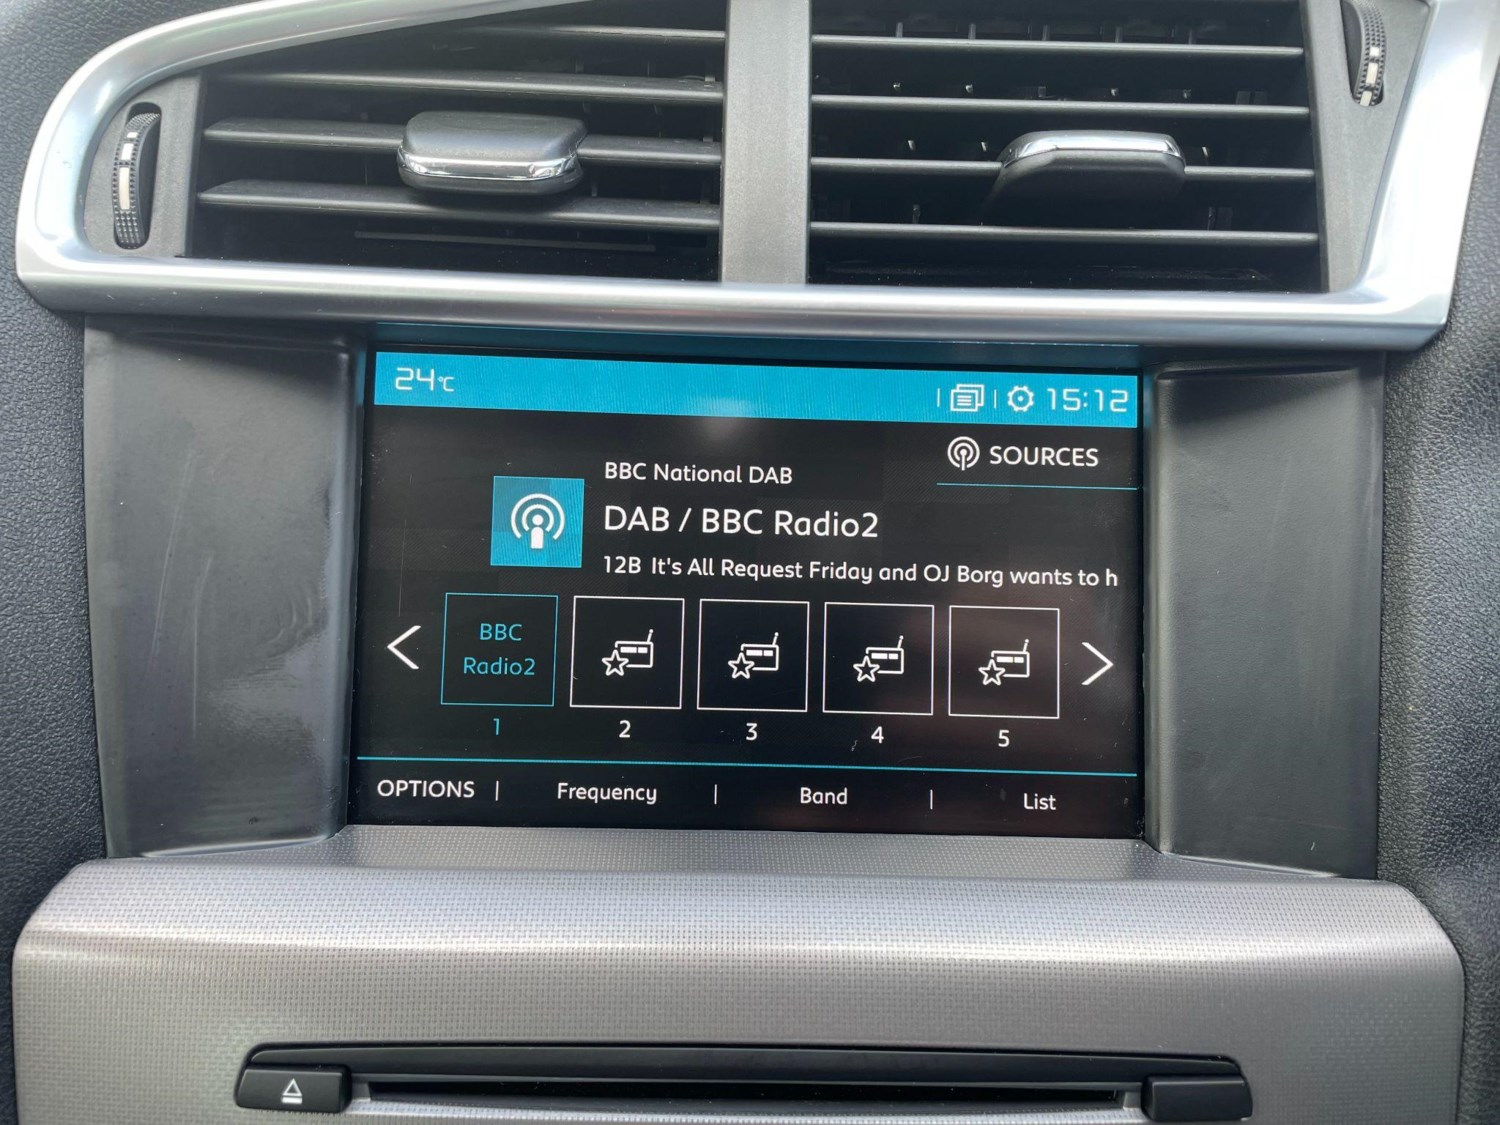 24°C
15:12
SOURCES
BBC National DAB
DAB / BBC Radio2
12B It's All Request Friday and OJ Borg wants to h
BBC
Radio2
1 2 3 4 5
OPTIONS | Frequency | Band | List